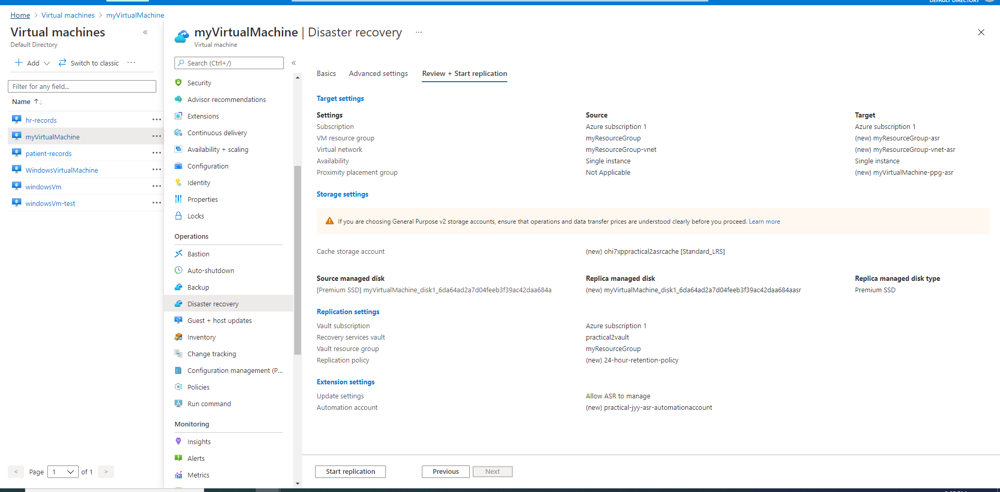 DEFAULT DIRECTORY
Home > Virtual machines > myVirtualMachine
Virtual machines
Default Directory
Add
Switch to classic
Filter for any field...
Name
hr-records
myVirtualMachine
patient-records
WindowsVirtualMachine
windowsVm
windowsVm-test
< Page 1 of 1 >
myVirtualMachine | Disaster recovery
Virtual machine
Search (Ctrl+/)
Security
Advisor recommendations
Extensions
Continuous delivery
Availability + scaling
Configuration
Identity
Properties
Locks
Operations
Bastion
Auto-shutdown
Backup
Disaster recovery
Guest + host updates
Inventory
Change tracking
Configuration management (P...
Policies
Run command
Monitoring
Insights
Alerts
Metrics
Basics Advanced settings Review + Start replication
Target settings
Settings Source Target
Subscription Azure subscription 1 Azure subscription 1
VM resource group myResourceGroup (new) myResourceGroup-asr
Virtual network myResourceGroup-vnet (new) myResourceGroup-vnet-asr
Availability Single instance Single instance
Proximity placement group Not Applicable (new) myVirtualMachine-ppg-asr
Storage settings
If you are choosing General Purpose v2 storage accounts, ensure that operations and data transfer prices are understood clearly before you proceed. Learn more
Cache storage account (new) ohi7xppractical2asrcache [Standard_LRS]
Source managed disk Replica managed disk Replica managed disk type
[Premium SSD] myVirtualMachine_disk1_6da64ad2a7d04feeb3f39ac42daa684a (new) myVirtualMachine_disk1_6da64ad2a7d04feeb3f39ac42daa684aasr Premium SSD
Replication settings
Vault subscription Azure subscription 1
Recovery services vault practical2vault
Vault resource group myResourceGroup
Replication policy (new) 24-hour-retention-policy
Extension settings
Update settings Allow ASR to manage
Automation account (new) practical-jyy-asr-automationaccount
Start replication Previous Next